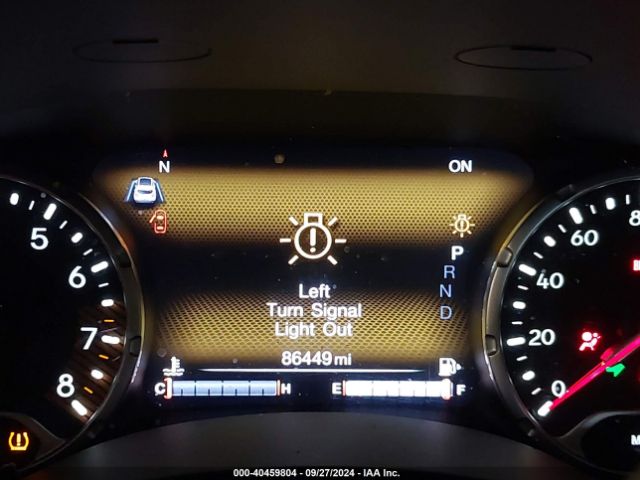 N
ON
5
6
7
8
Left
Turn Signal
Light Out
86449 mi
P
R
N
D
C H
E F
80
60
40
20
0
000-40459804 / 09/27/2024 - IAA Inc.